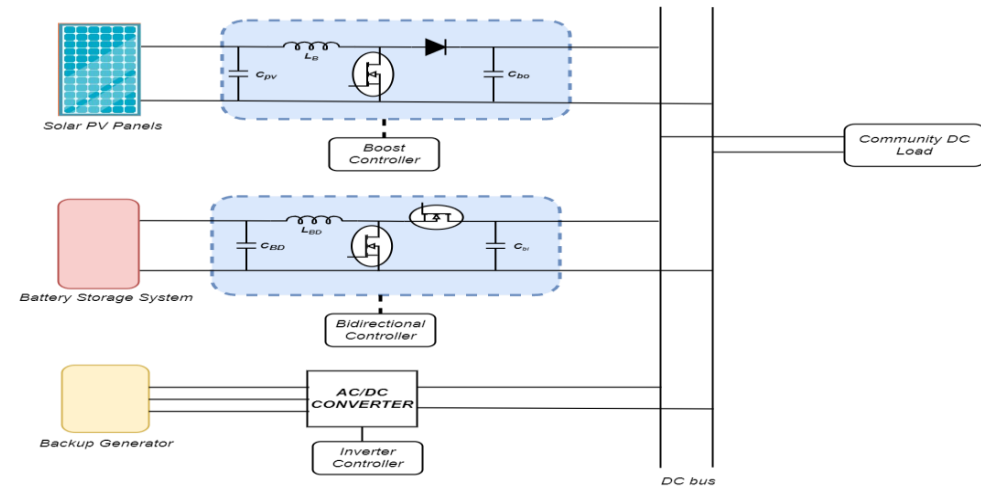 L_B
C_pv
C_bo
Solar PV Panels
Boost
Controller
Community DC
Load
L_BD
C_BD
C_bi
Battery Storage System
Bidirectional
Controller
AC/DC
CONVERTER
Backup Generator
Inverter
Controller
DC bus